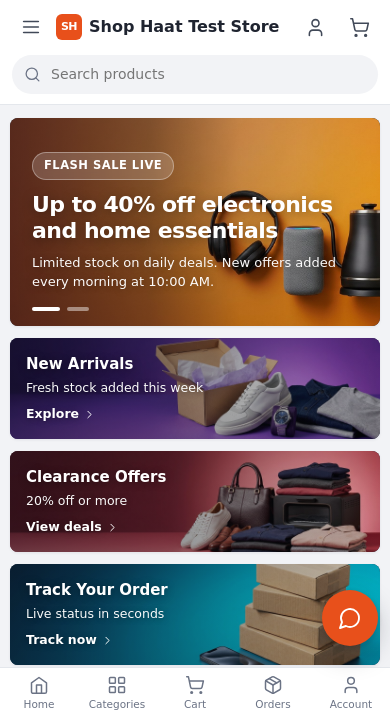 SH
Shop Haat Test Store
Search products
FLASH SALE LIVE
Up to 40% off electronics
and home essentials
Limited stock on daily deals. New offers added
every morning at 10:00 AM.
New Arrivals
Fresh stock added this week
Explore
Clearance Offers
20% off or more
View deals
Track Your Order
Live status in seconds
Track now
Home
Categories
Cart
Orders
Account